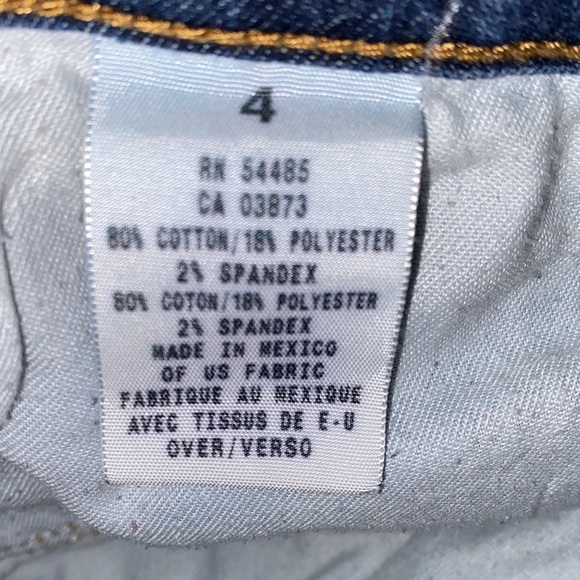 4
RN 54485
CA 03873
80% COTTON/18% POLYESTER
2% SPANDEX
80% COTON/18% POLYESTER
2% SPANDEX
MADE IN MEXICO
OF US FABRIC
FABRIQUE AU MEXIQUE
AVEC TISSUS DE E-U
OVER/VERSO